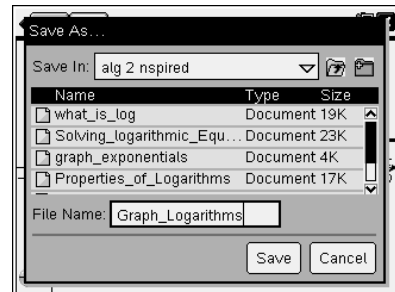 Save As...
Save In: alg 2 nspired
Name Type Size
what_is_log Document 19K
Solving_logarithmic_Equ... Document 23K
graph_exponentials Document 4K
Properties_of_Logarithms Document 17K
File Name: Graph_Logarithms
Save Cancel